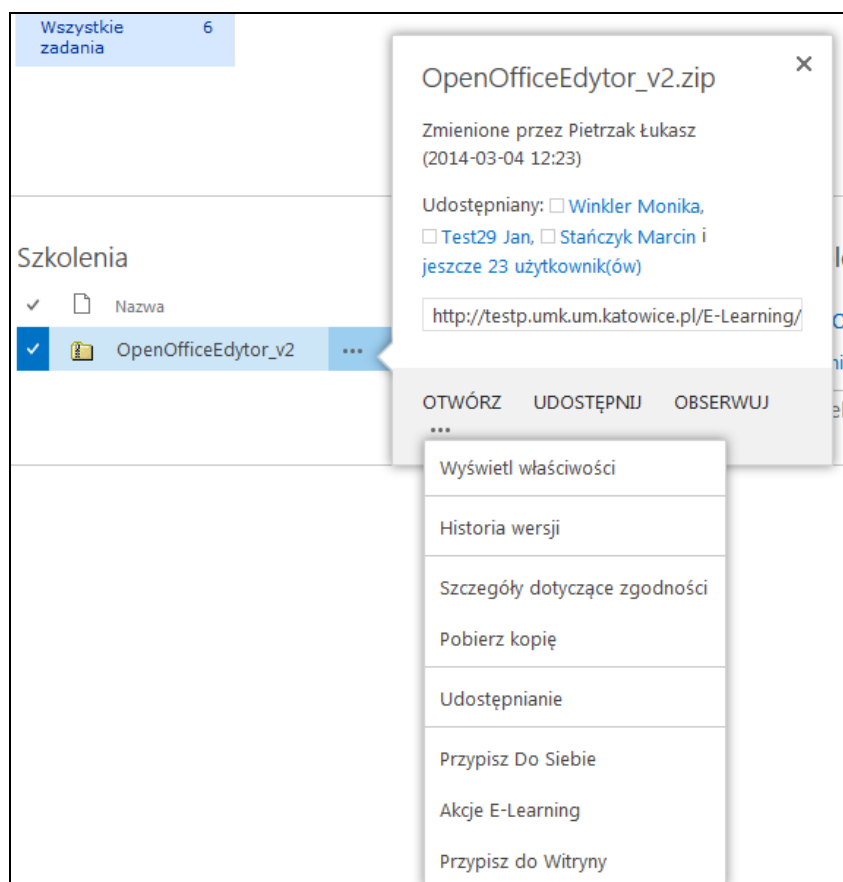 Wszystkie 6
zadania
OpenOfficeEdytor_v2.zip
Zmienione przez Pietrzak Łukasz
(2014-03-04 12:23)
Udostępniany: Winkler Monika,
Test29 Jan, Stańczyk Marcin i
jeszcze 23 użytkownik(ów)
http://testp.umk.um.katowice.pl/E-Learning/
Szkolenia
Nazwa
OpenOfficeEdytor_v2 ...
OTWÓRZ UDOSTĘPNIJ OBSERWUJ
...
Wyświetl właściwości
Historia wersji
Szczegóły dotyczące zgodności
Pobierz kopię
Udostępnianie
Przypisz Do Siebie
Akcje E-Learning
Przypisz do Witryny